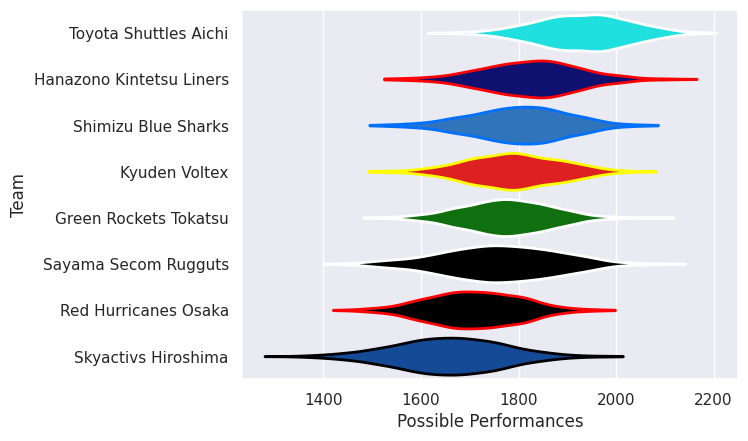 Toyota Shuttles Aichi
Hanazono Kintetsu Liners
Shimizu Blue Sharks
Kyuden Voltex
Green Rockets Tokatsu
Sayama Secom Rugguts
Red Hurricanes Osaka
Skyactivs Hiroshima
Team
1400 1600 1800 2000 2200
Possible Performances